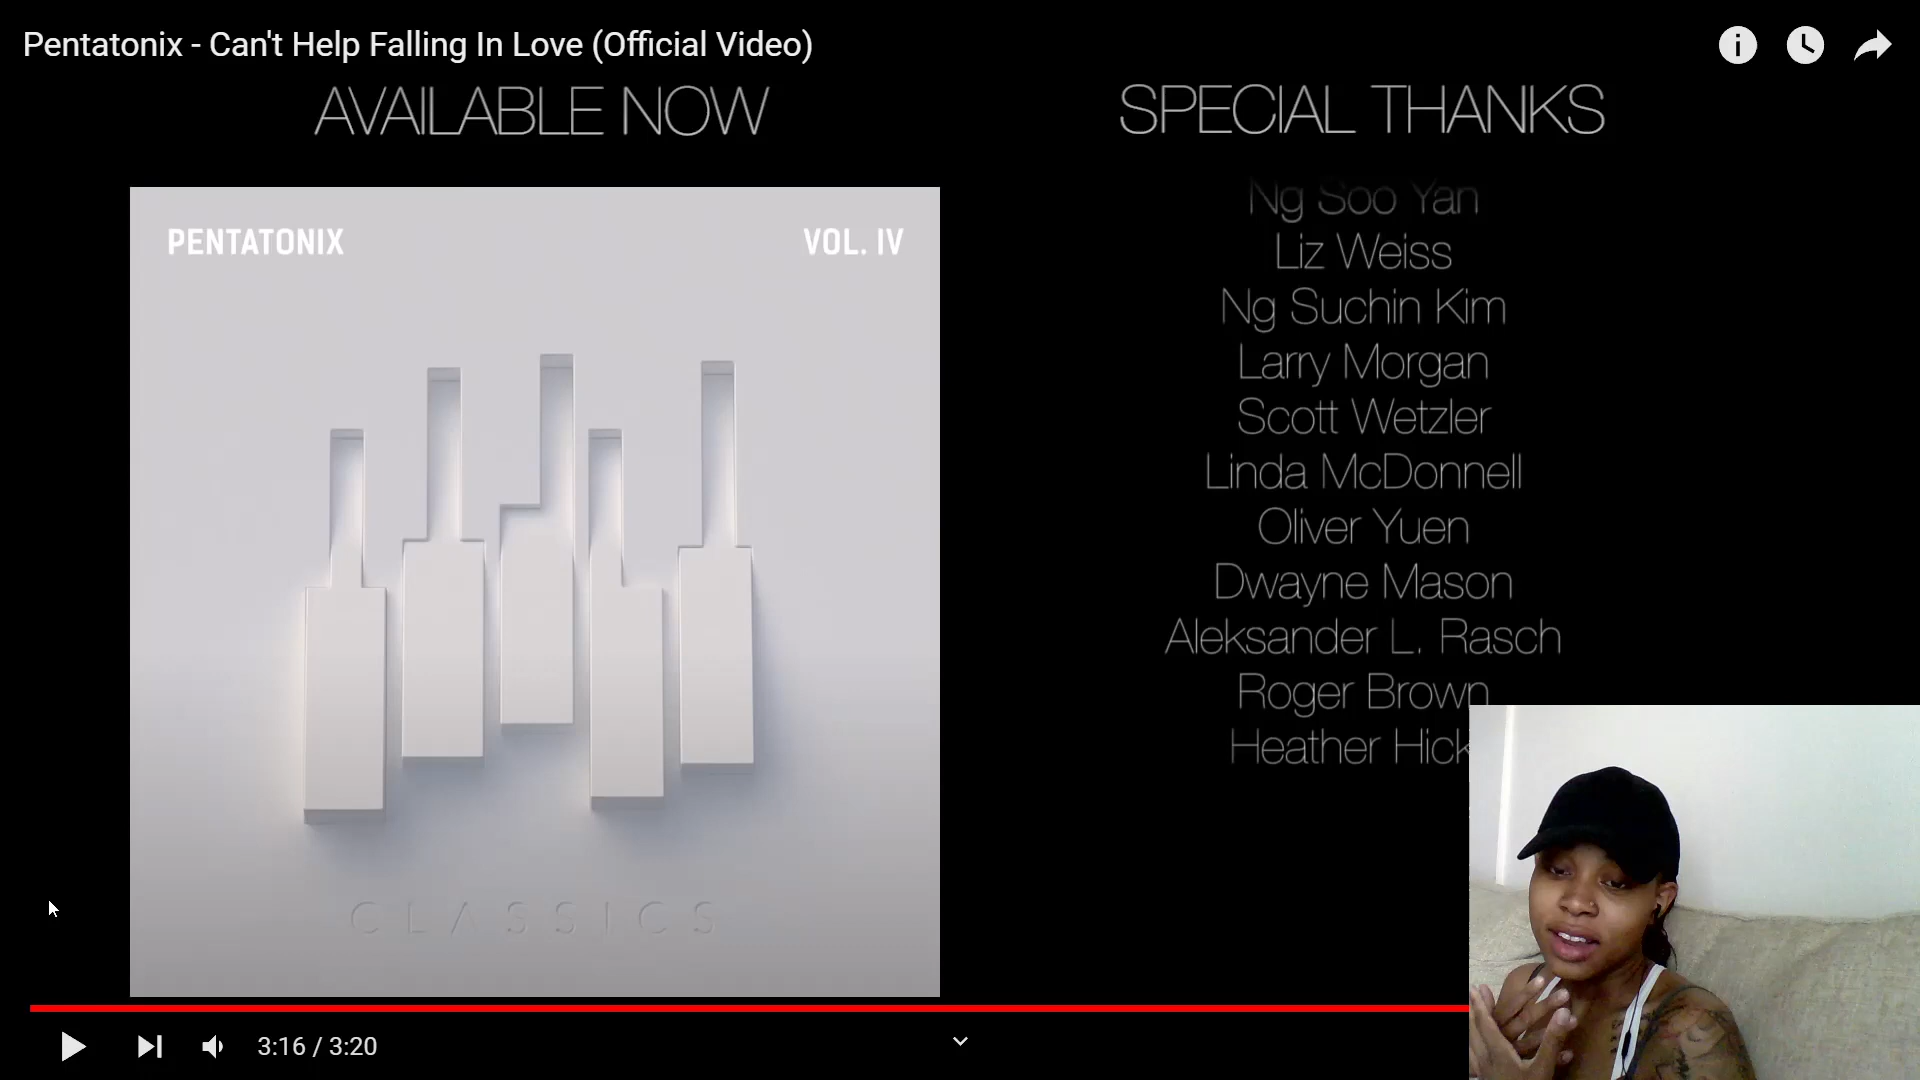 Pentatonix - Can't Help Falling In Love (Official Video)
AVAILABLE NOW
PENTATONIX
VOL. IV
CLASSICS
SPECIAL THANKS
Ng Soo Yan
Liz Weiss
Ng Suchin Kim
Larry Morgan
Scott Wetzler
Linda McDonnell
Oliver Yuen
Dwayne Mason
Aleksander L. Rasch
Roger Brown
Heather Hick
3:16 / 3:20